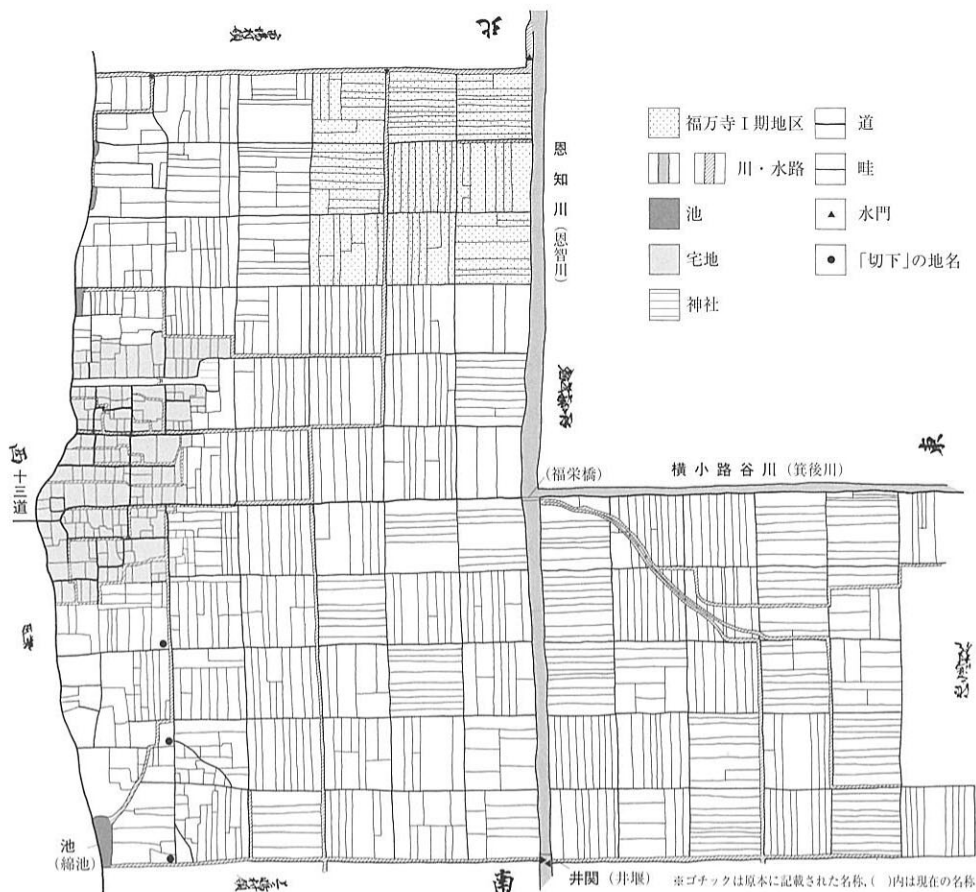 北
福万寺Ⅰ期地区
道
川・水路
畦
池
水門
宅地
「切下」の地名
神社
恩知川(恩智川)
東
(福栄橋)
横小路谷川(箕後川)
西
十三道
池
(綿池)
南
井関(井堰)
※ゴチックは原本に記載された名称,( )内は現在の名称